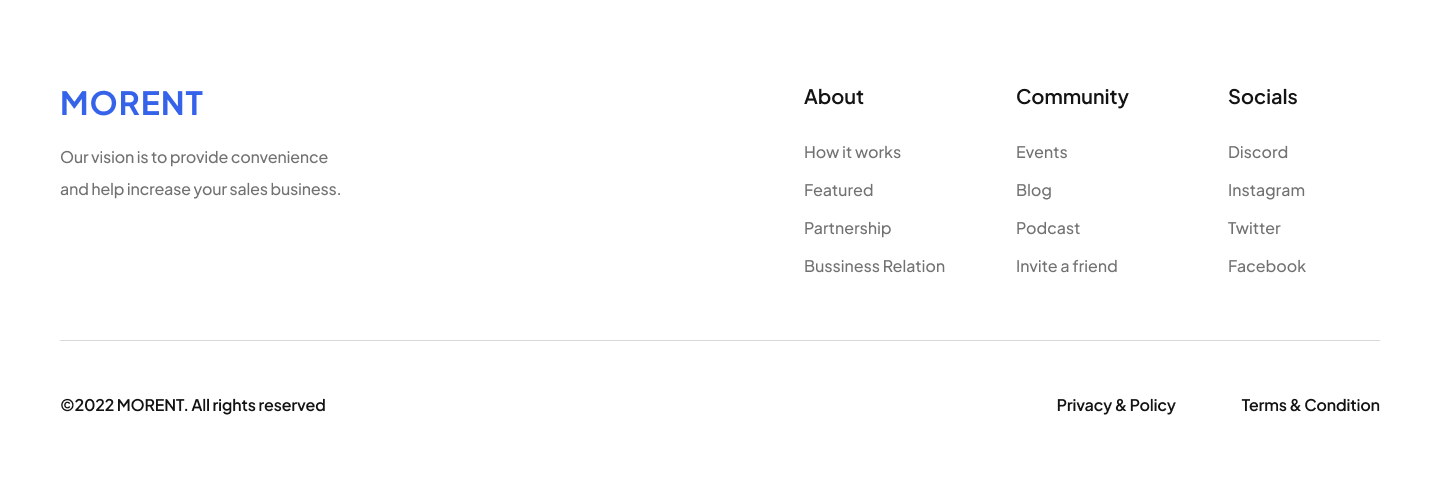 MORENT
Our vision is to provide convenience
and help increase your sales business.
About
How it works
Featured
Partnership
Bussiness Relation
Community
Events
Blog
Podcast
Invite a friend
Socials
Discord
Instagram
Twitter
Facebook
©2022 MORENT. All rights reserved
Privacy & Policy
Terms & Condition